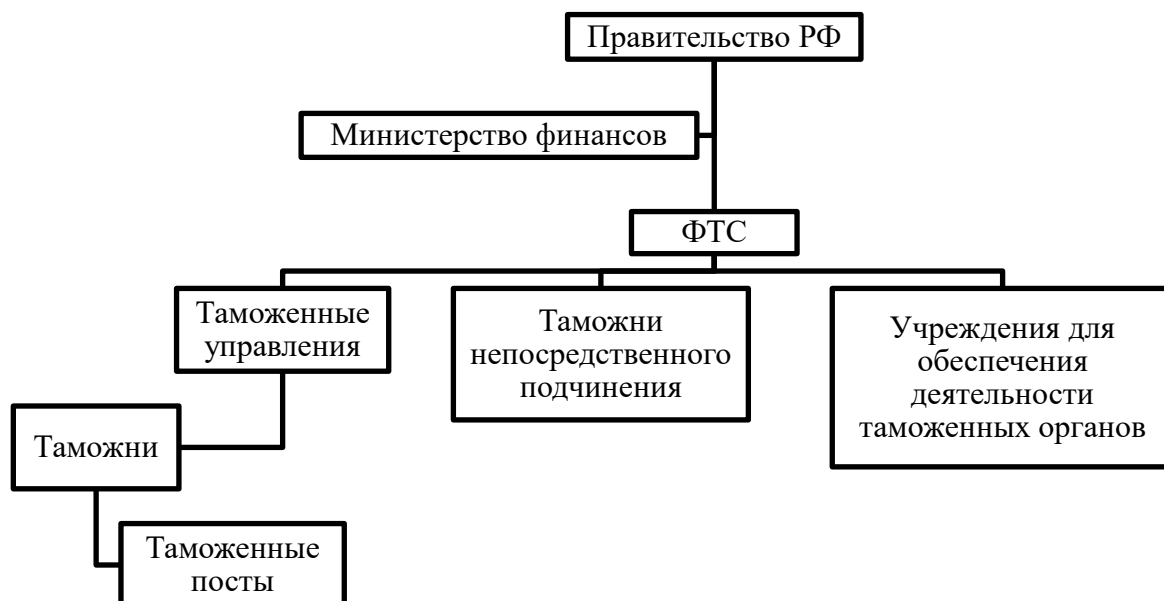 Правительство РФ
Министерство финансов
ФТС
Таможенные
управления
Таможни
непосредственного
подчинения
Учреждения для
обеспечения
деятельности
таможенных органов
Таможни
Таможенные
посты